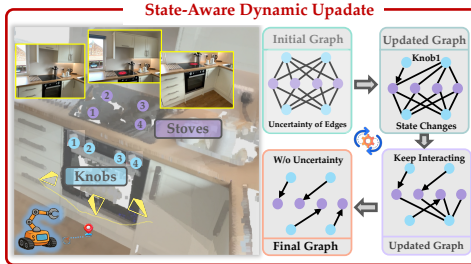 State-Aware Dynamic Upadate
2
3
1
4
Stoves
1
2
3
4
Knobs
Initial Graph
Uncertainty of Edges
Updated Graph
Knob1
State Changes
W/o Uncertainty
Final Graph
Keep Interacting
Updated Graph